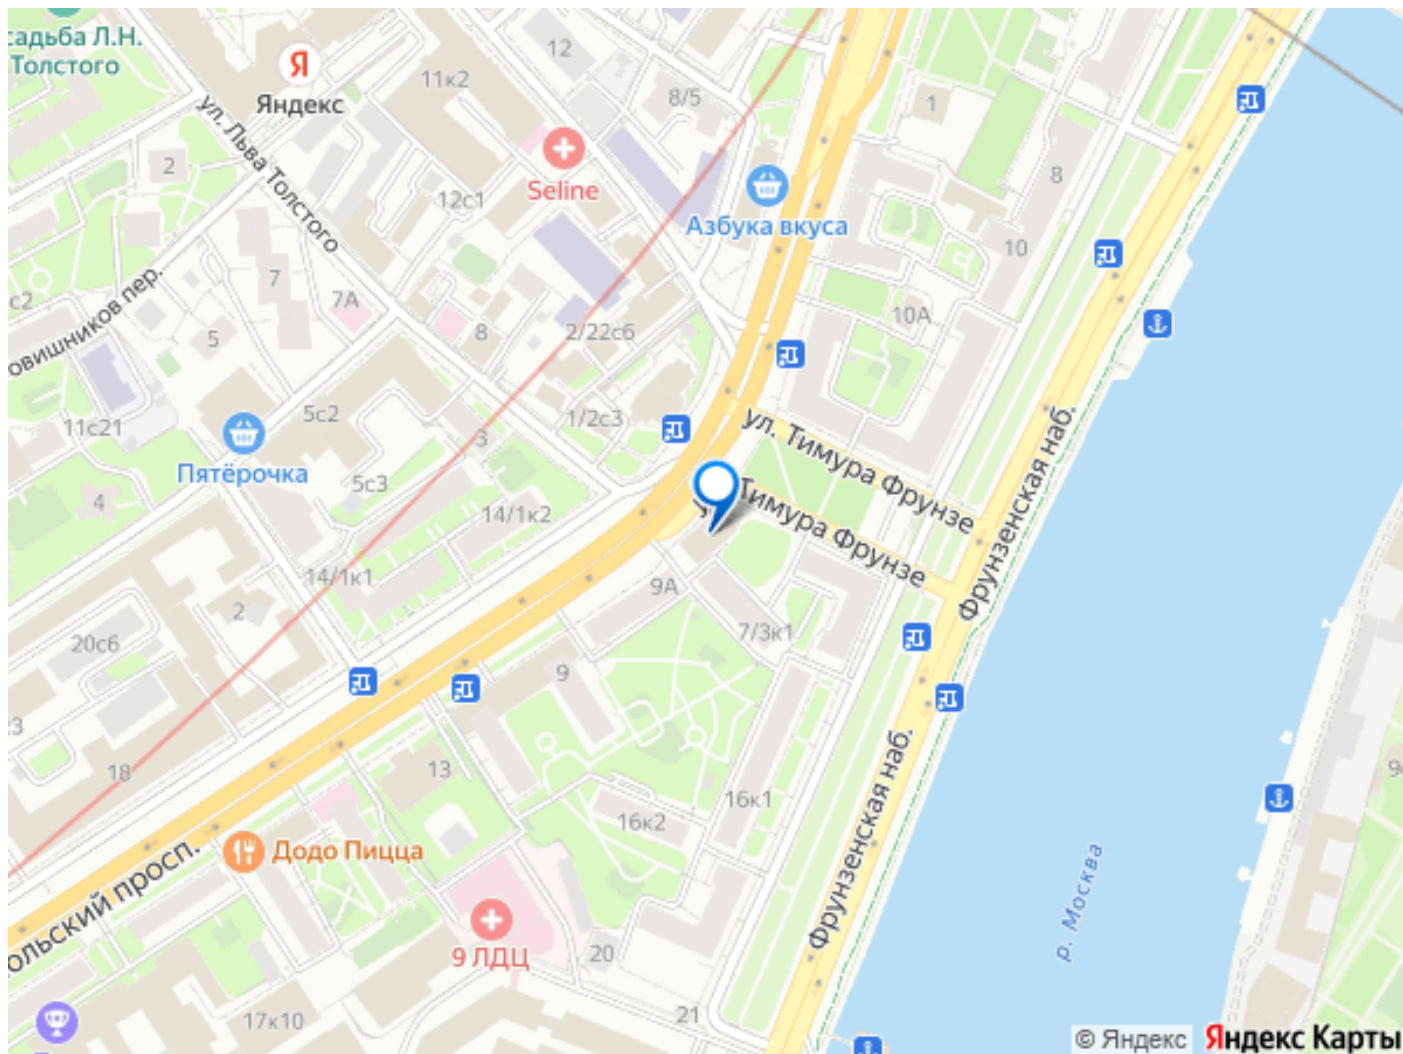 садьба Л.Н.
Толстого
Я
Яндекс
12
11к2
8/5
1
ул. Льва Толстого
2
Seline
8
12с1
Азбука вкуса
10
7
7А
с2
10А
овишников пер.
8
2/22с6
5
5с2
1/2с3
11с21
3
ул. Тимура Фрунзе
Фрунзенская наб.
Пятёрочка
5с3
4
14/1к2
Тимура Фрунзе
14/1к1
9А
2
7/3к1
20с6
9
3
18
13
16к1
16к2
Фрунзенская наб.
Додо Пицца
ольский просп.
р. Москва
9 ЛДЦ
20
21
17к10
© Яндекс
Яндекс Карты